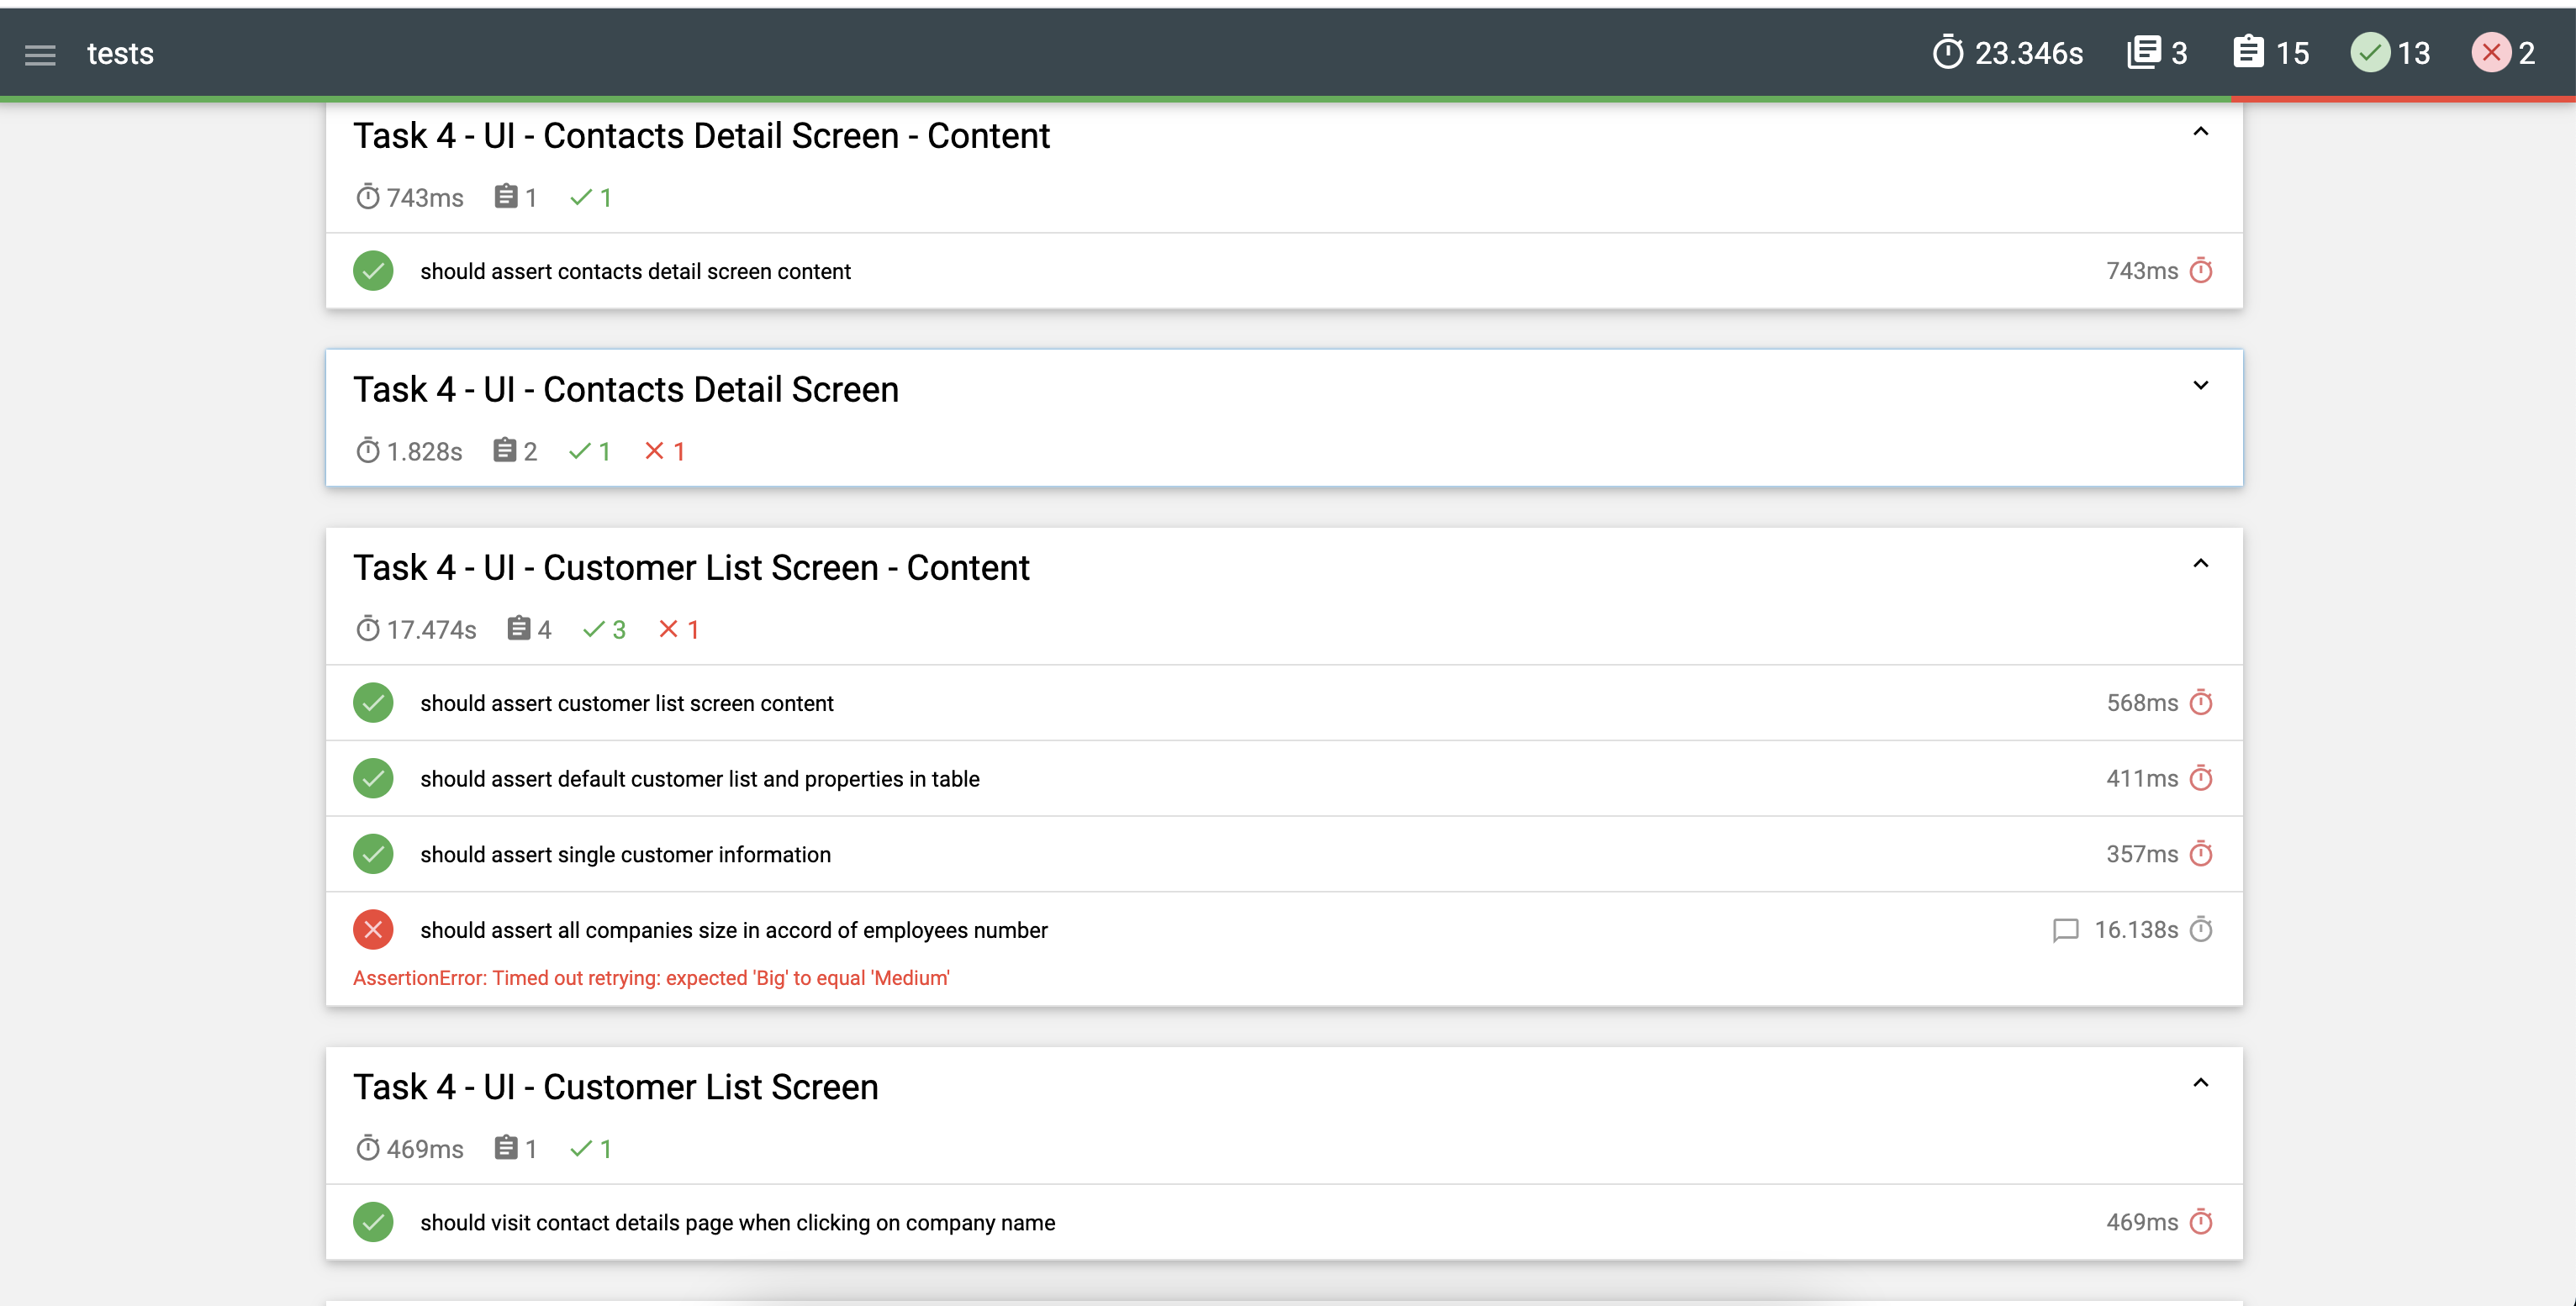 tests 23.346s 3 15 13 2
Task 4 - UI - Contacts Detail Screen - Content
743ms 1 1
should assert contacts detail screen content 743ms
Task 4 - UI - Contacts Detail Screen
1.828s 2 1 1
Task 4 - UI - Customer List Screen - Content
17.474s 4 3 1
should assert customer list screen content 568ms
should assert default customer list and properties in table 411ms
should assert single customer information 357ms
should assert all companies size in accord of employees number 16.138s
AssertionError: Timed out retrying: expected 'Big' to equal 'Medium'
Task 4 - UI - Customer List Screen
469ms 1 1
should visit contact details page when clicking on company name 469ms